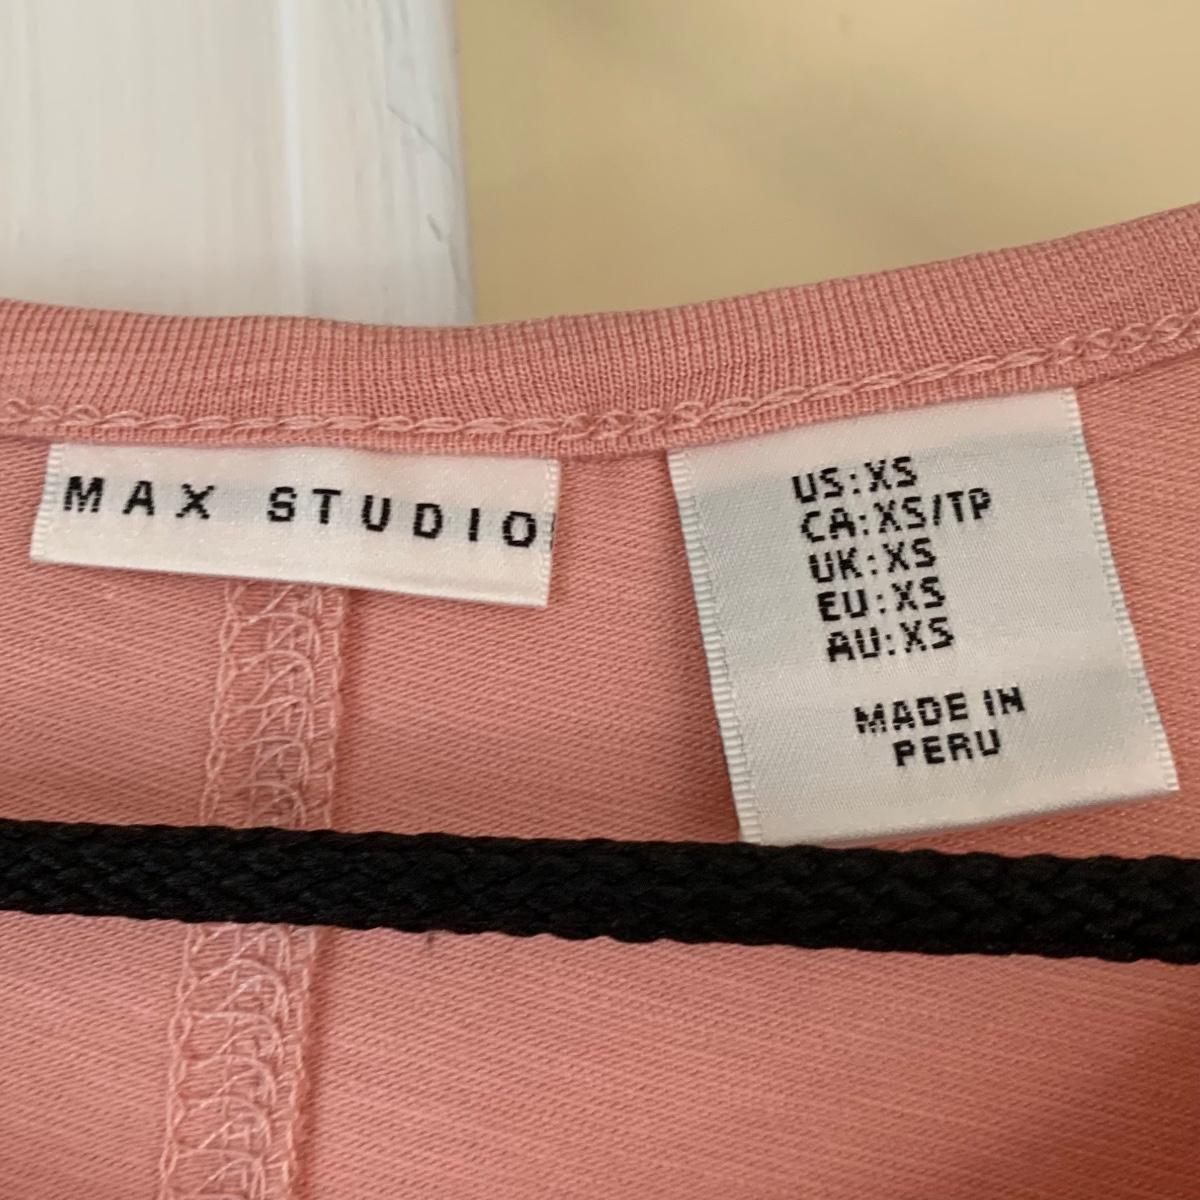 MAX STUDIO
US:XS
CA:XS/TP
UK:XS
EU:XS
AU:XS
MADE IN
PERU